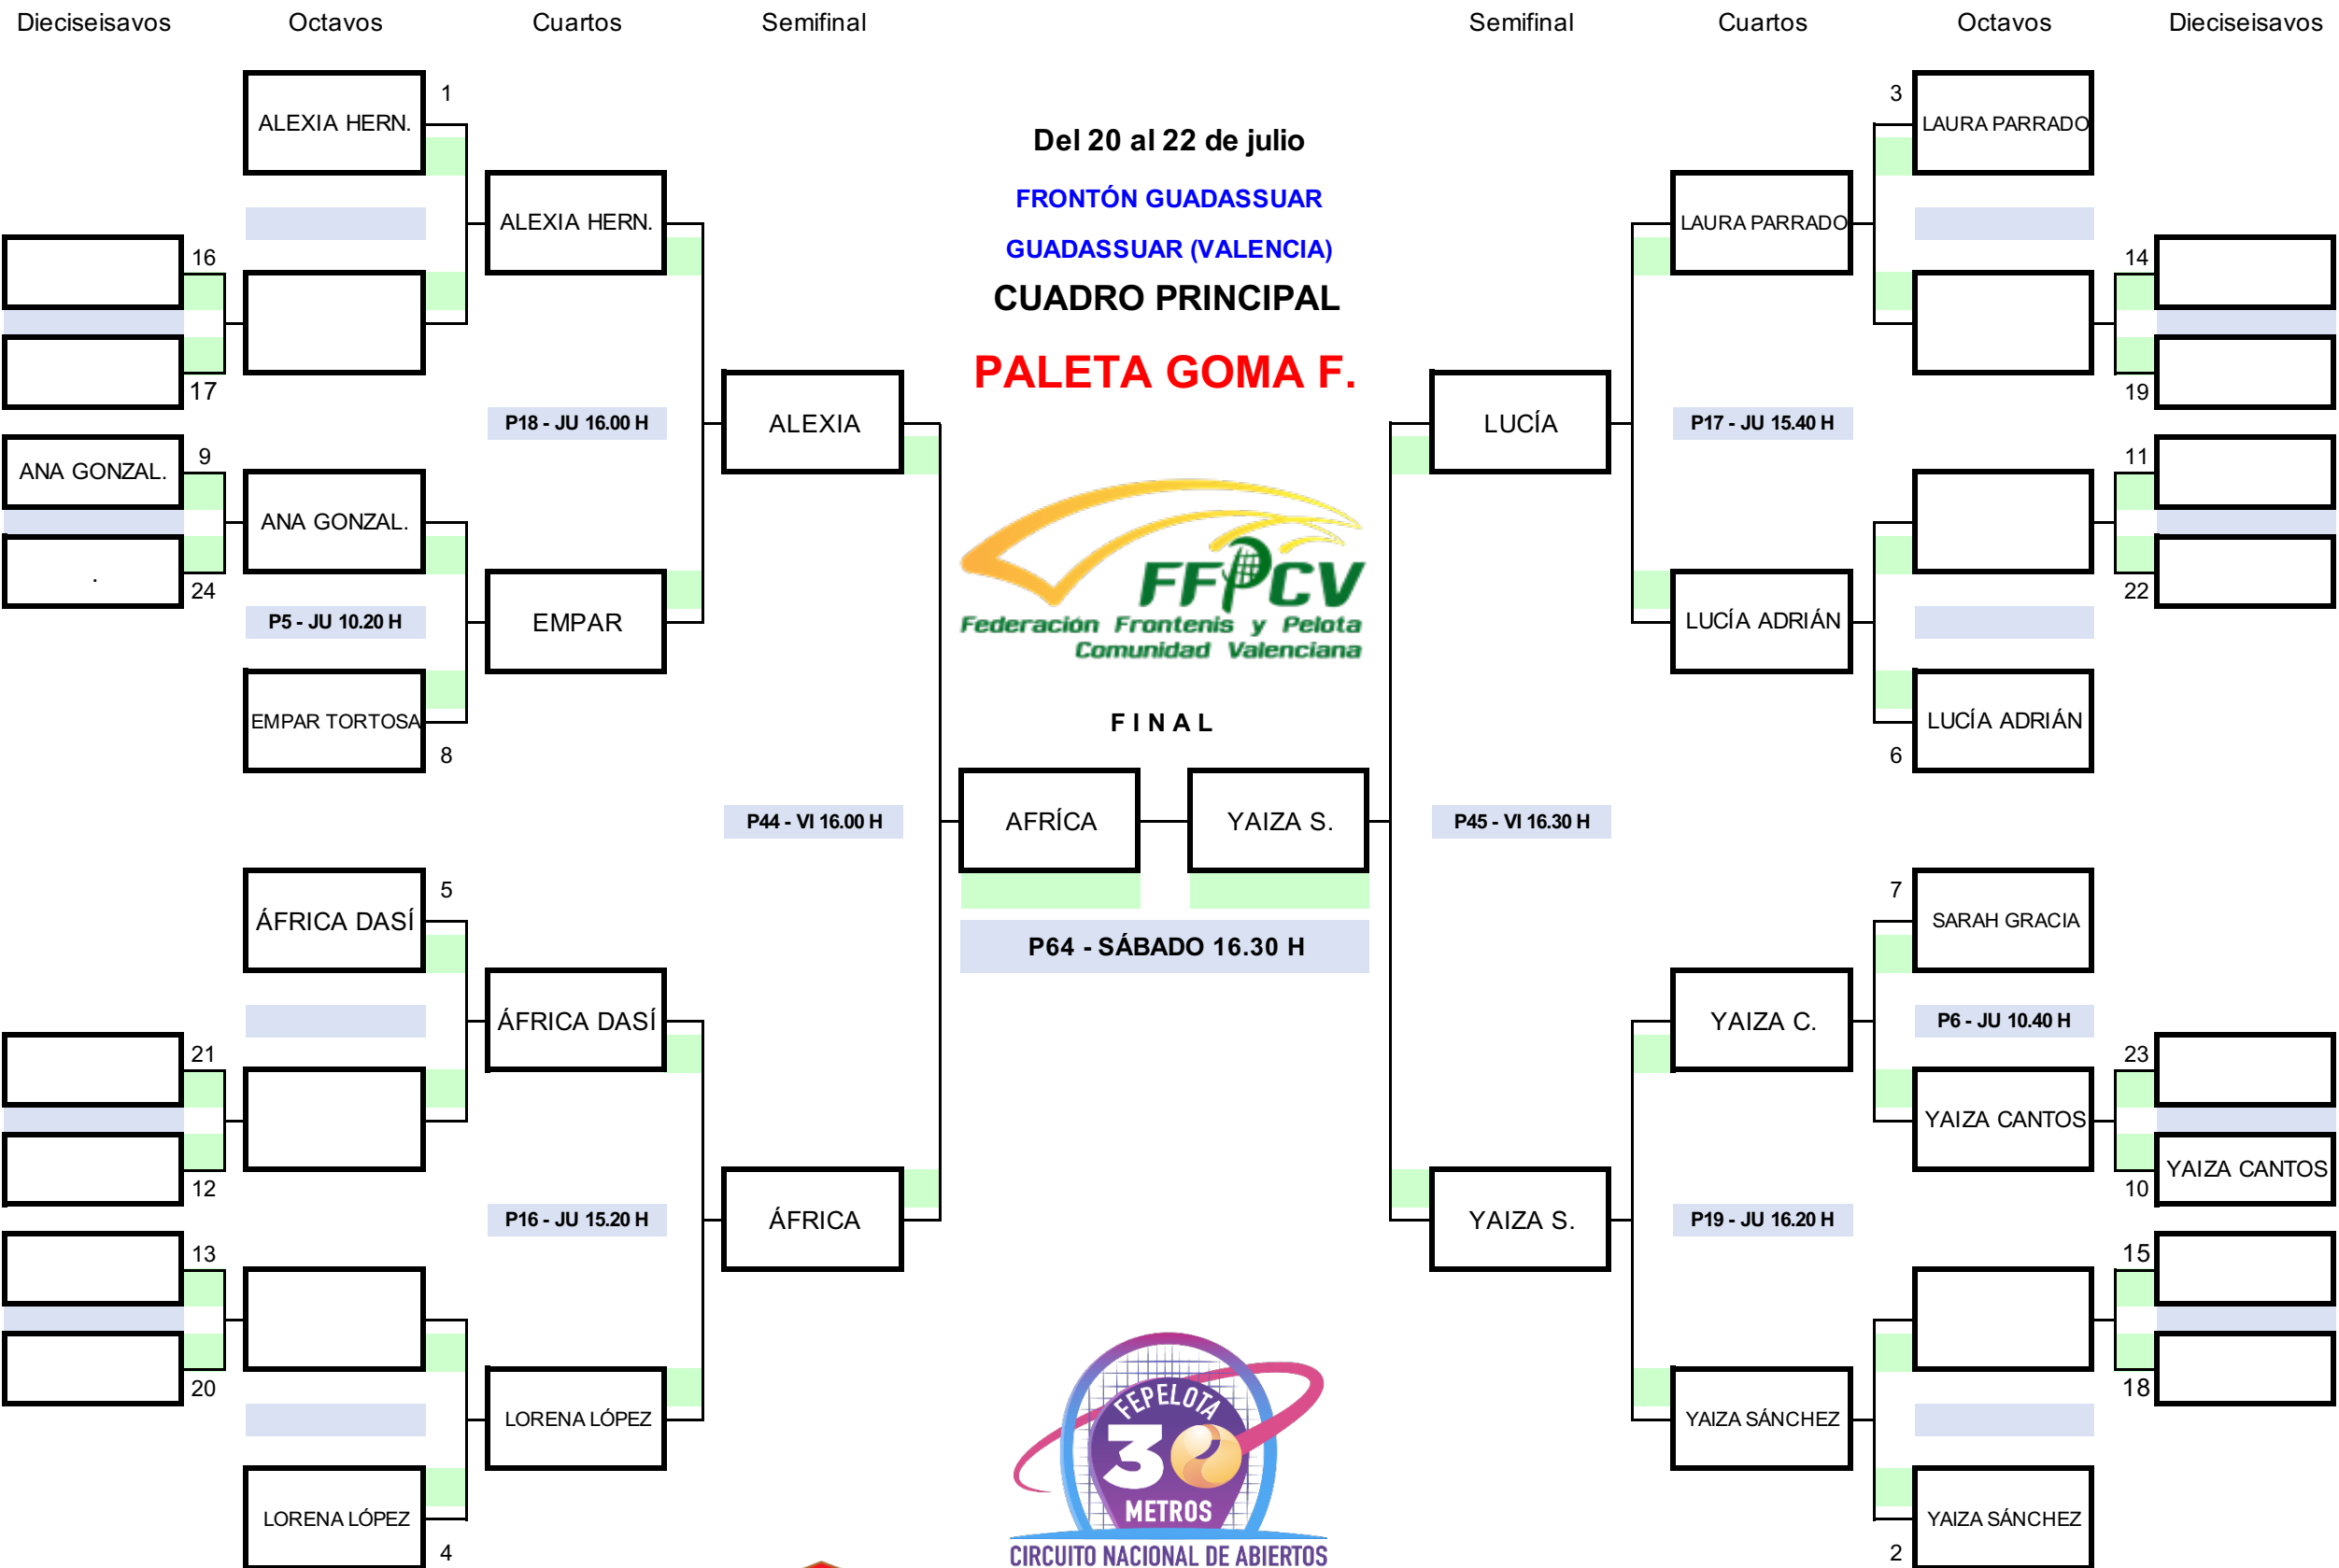 Dieciseisavos Octavos Cuartos Semifinal Semifinal Cuartos Octavos Dieciseisavos
1
ALEXIA HERN.
ALEXIA HERN.
16
17
P18 - JU 16.00 H
ALEXIA
ANA GONZAL.
9
.
24
ANA GONZAL.
P5 - JU 10.20 H
EMPAR
EMPAR TORTOSA
8
P44 - VI 16.00 H
5
ÁFRICA DASÍ
ÁFRICA DASÍ
21
12
P16 - JU 15.20 H
ÁFRICA
13
20
LORENA LÓPEZ
LORENA LÓPEZ
4
Del 20 al 22 de julio
FRONTÓN GUADASSUAR
GUADASSUAR (VALENCIA)
CUADRO PRINCIPAL
PALETA GOMA F.
FFPCV
Federación Frontenis y Pelota
Comunidad Valenciana
FINAL
AFRÍCA YAIZA S.
P64 - SÁBADO 16.30 H
FEPELOTA
30
METROS
CIRCUITO NACIONAL DE ABIERTOS
3
LAURA PARRADO
LAURA PARRADO
14
19
LUCÍA
P17 - JU 15.40 H
11
22
LUCÍA ADRIÁN
LUCÍA ADRIÁN
6
P45 - VI 16.30 H
7
SARAH GRACIA
YAIZA C.
P6 - JU 10.40 H
23
YAIZA CANTOS
YAIZA CANTOS
10
YAIZA S.
P19 - JU 16.20 H
15
18
YAIZA SÁNCHEZ
YAIZA SÁNCHEZ
2